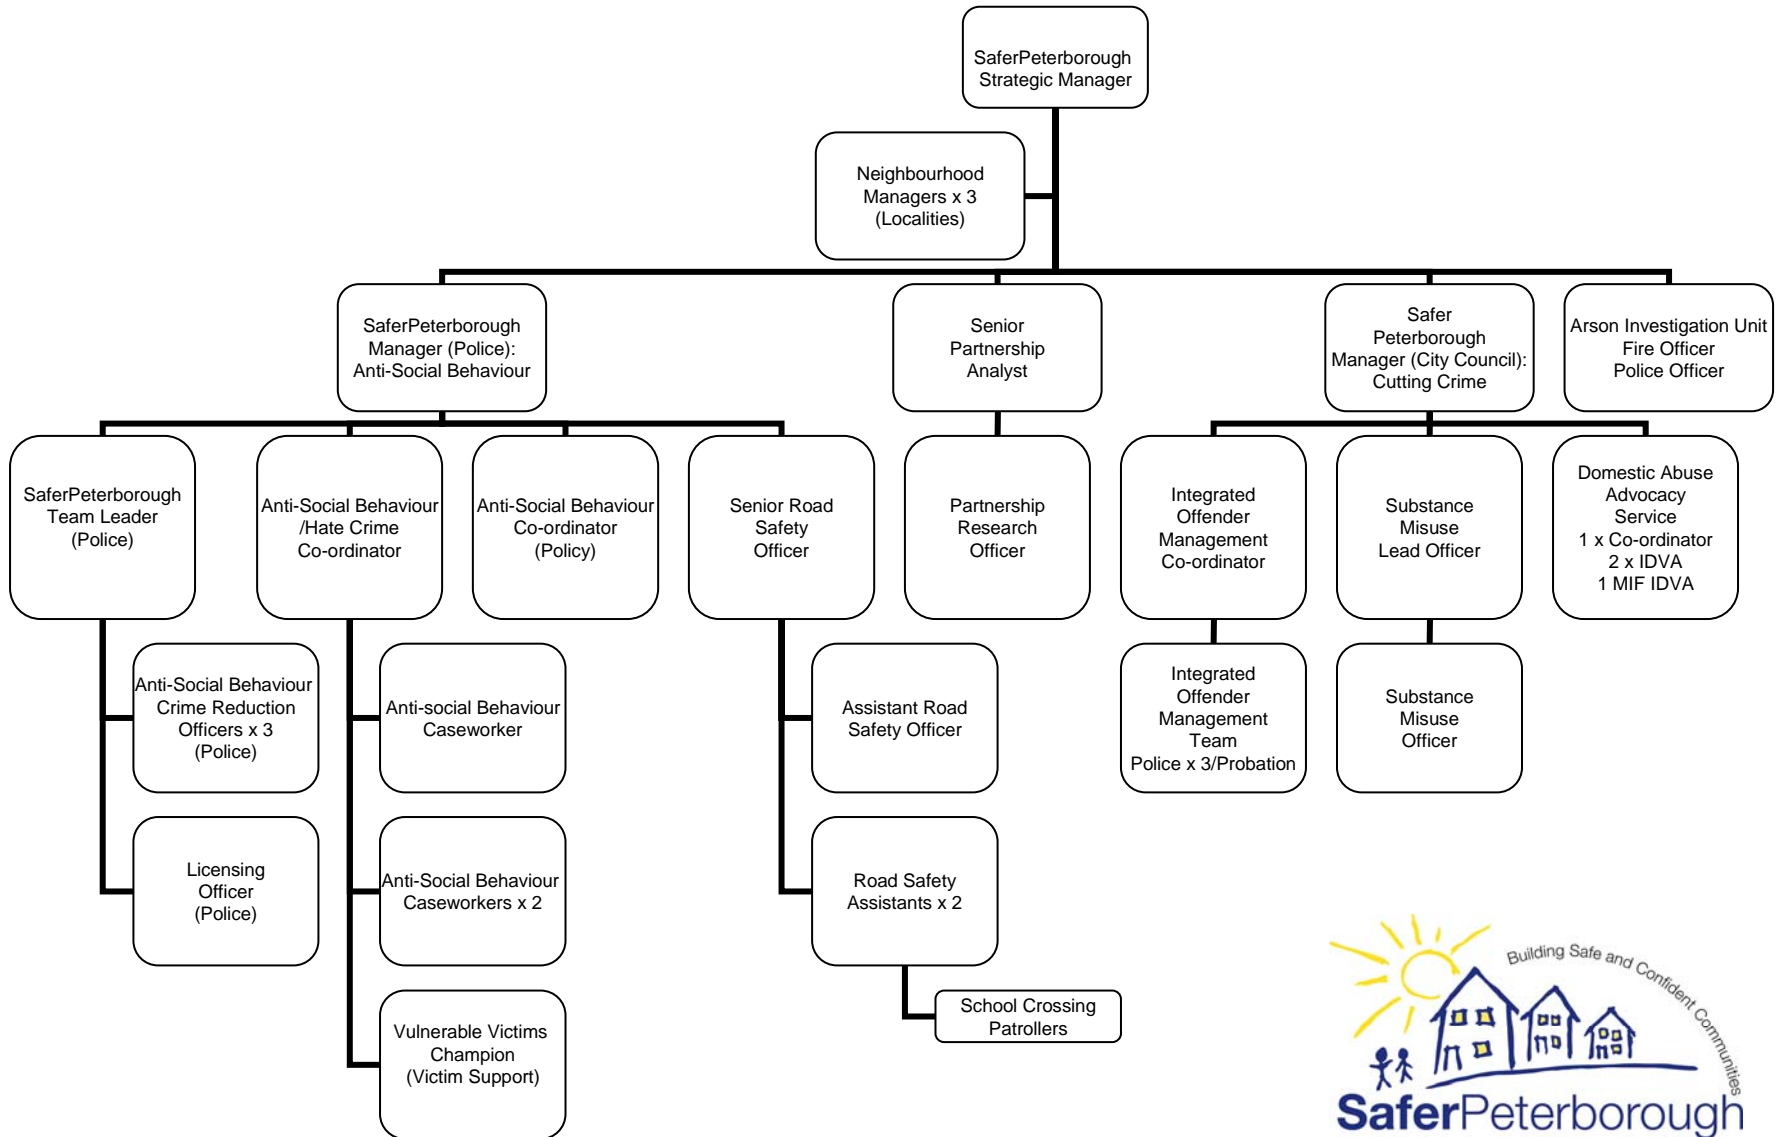 SaferPeterborough
Strategic Manager
Neighbourhood
Managers x 3
(Localities)
SaferPeterborough
Manager (Police):
Anti-Social Behaviour
Senior
Partnership
Analyst
Safer
Peterborough
Manager (City Council):
Cutting Crime
Arson Investigation Unit
Fire Officer
Police Officer
SaferPeterborough
Team Leader
(Police)
Anti-Social Behaviour
/Hate Crime
Co-ordinator
Anti-Social Behaviour
Co-ordinator
(Policy)
Senior Road
Safety
Officer
Partnership
Research
Officer
Integrated
Offender
Management
Co-ordinator
Substance
Misuse
Lead Officer
Domestic Abuse
Advocacy
Service
1 x Co-ordinator
2 x IDVA
1 MIF IDVA
Anti-Social Behaviour
Crime Reduction
Officers x 3
(Police)
Anti-social Behaviour
Caseworker
Assistant Road
Safety Officer
Integrated
Offender
Management
Team
Police x 3/Probation
Substance
Misuse
Officer
Licensing
Officer
(Police)
Anti-Social Behaviour
Caseworkers x 2
Road Safety
Assistants x 2
Vulnerable Victims
Champion
(Victim Support)
School Crossing
Patrollers
Building Safe and Confident Communities
SaferPeterborough